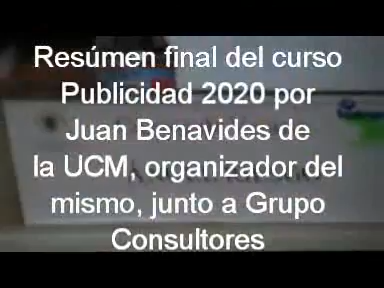 Resúmen final del curso
Publicidad 2020 por
Juan Benavides de
la UCM, organizador del
mismo, junto a Grupo
Consultores